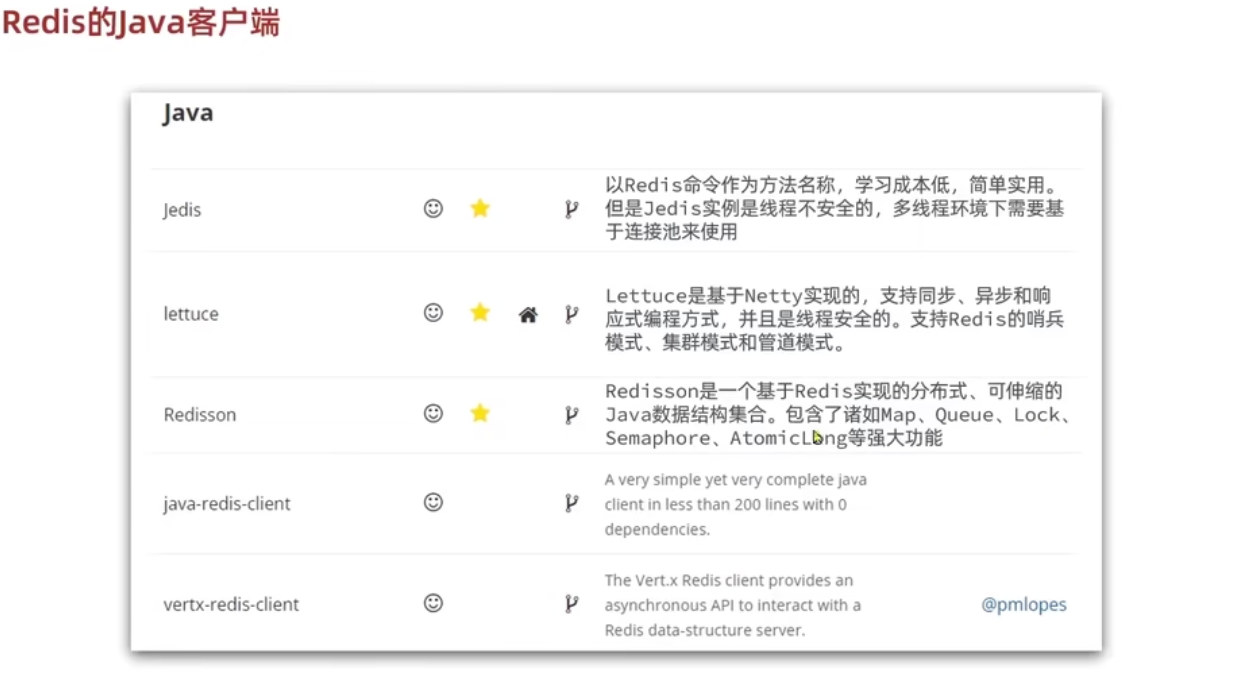 Redis的Java客户端
Java
Jedis
以Redis命令作为方法名称，学习成本低，简单实用。
但是Jedis实例是线程不安全的，多线程环境下需要基
于连接池来使用
lettuce
Lettuce是基于Netty实现的，支持同步、异步和响
应式编程方式，并且是线程安全的。支持Redis的哨兵
模式、集群模式和管道模式。
Redisson
Redisson是一个基于Redis实现的分布式、可伸缩的
Java数据结构集合。包含了诸如Map、Queue、Lock、
Semaphore、AtomicLong等强大功能
java-redis-client
A very simple yet very complete java
client in less than 200 lines with 0
dependencies.
vertx-redis-client
The Vert.x Redis client provides an
asynchronous API to interact with a
Redis data-structure server.
@pmlopes